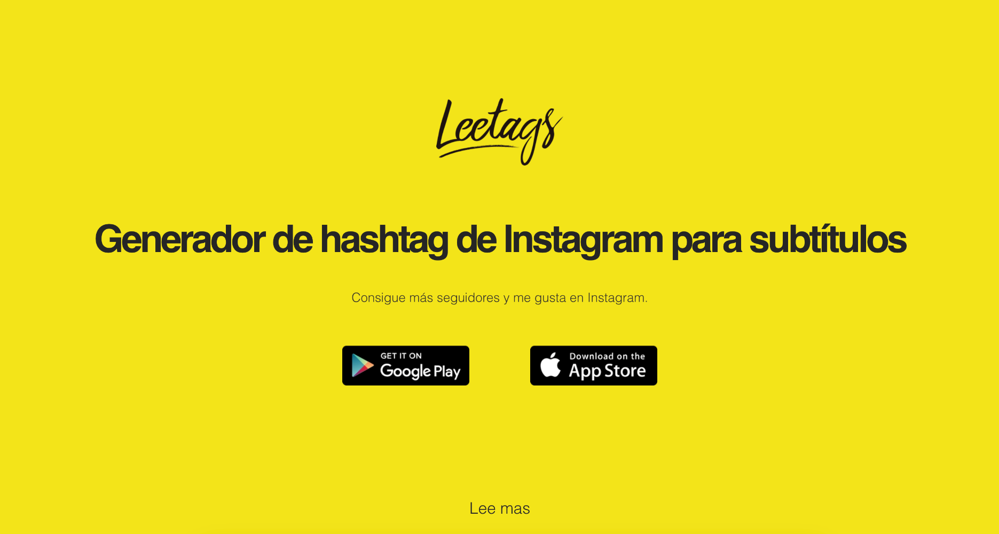 Leetags
Generador de hashtag de Instagram para subtítulos
Consigue más seguidores y me gusta en Instagram.
GET IT ON
Google Play
Download on the
App Store
Lee mas